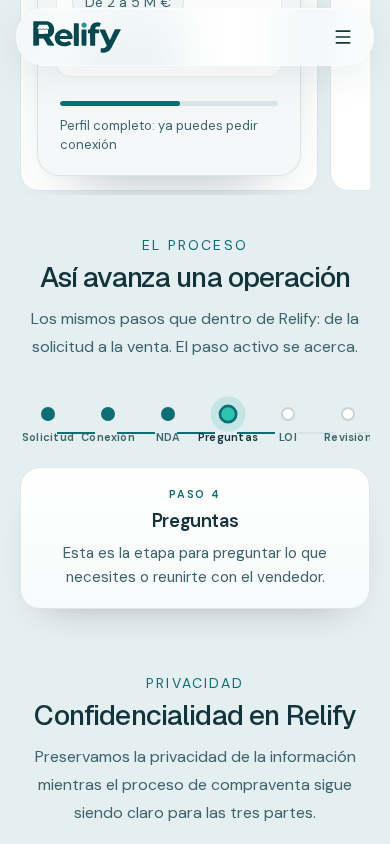 De 2 a 5 M €
Relify
Perfil completo: ya puedes pedir
conexión
EL PROCESO
Así avanza una operación
Los mismos pasos que dentro de Relify: de la
solicitud a la venta. El paso activo se acerca.
Solicitud Conexión NDA Preguntas LOI Revisión
PASO 4
Preguntas
Esta es la etapa para preguntar lo que
necesites o reunirte con el vendedor.
PRIVACIDAD
Confidencialidad en Relify
Preservamos la privacidad de la información
mientras el proceso de compraventa sigue
siendo claro para las tres partes.